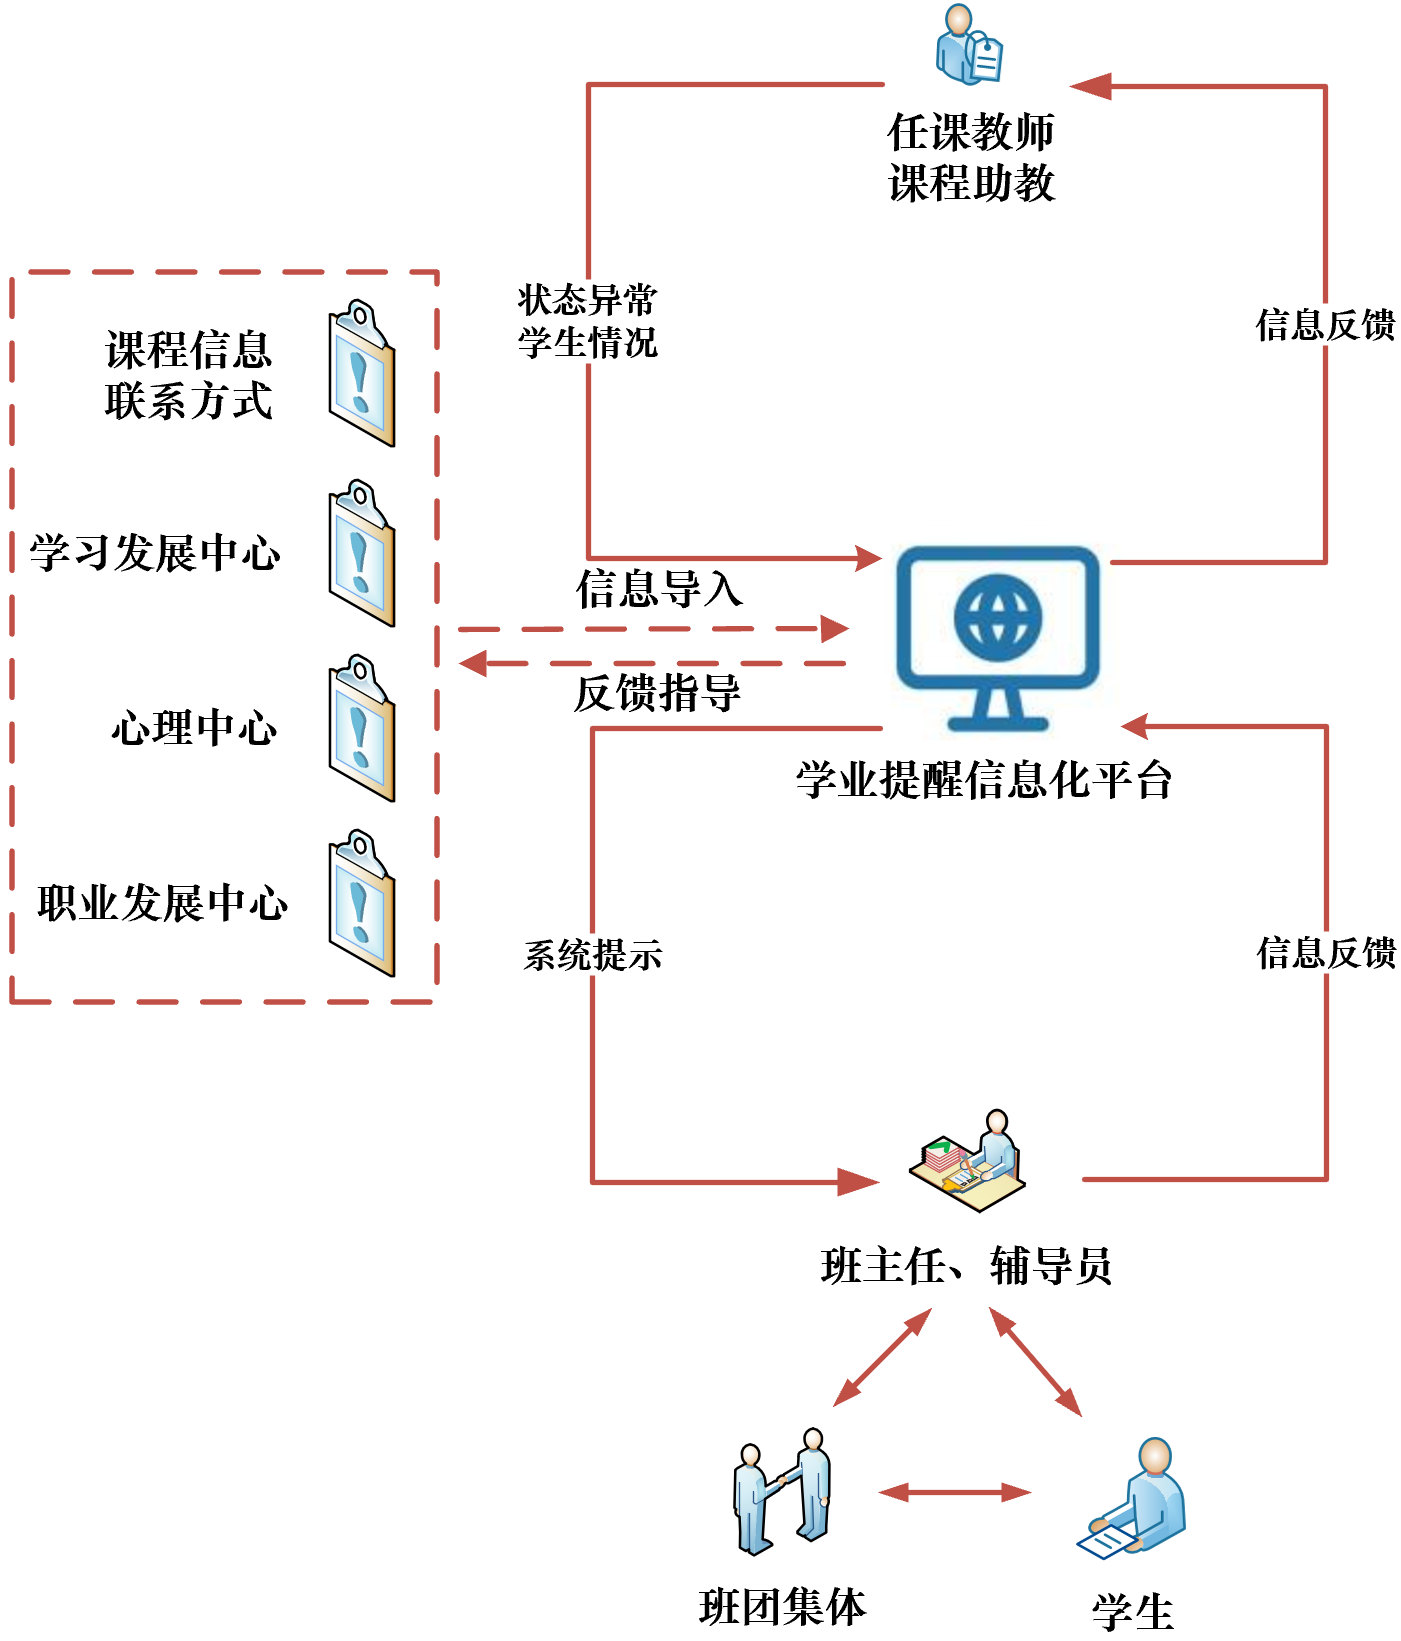 任课教师
课程助教
状态异常
学生情况
信息反馈
课程信息
联系方式
学习发展中心
心理中心
职业发展中心
信息导入
反馈指导
学业提醒信息化平台
系统提示
信息反馈
班主任、辅导员
班团集体
学生